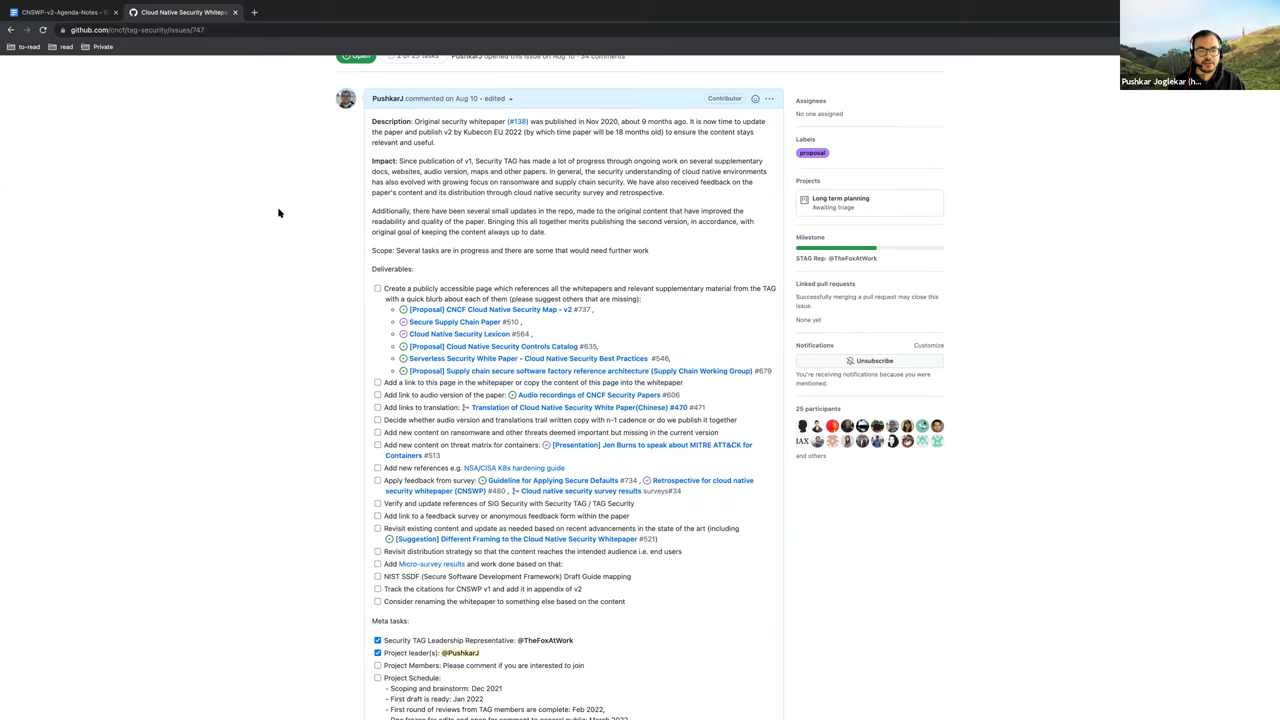 CNSWP-v2-Agenda-Notes - G
Cloud Native Security Whitep
github.com/cncf/tag-security/issues/747
to-read read Private
Pushkar Joglekar (h...
Open 2 of 25 tasks PushkarJ opened this issue on Aug 10 · 34 comments
PushkarJ commented on Aug 10 • edited
Contributor
Description: Original security whitepaper (#138) was published in Nov 2020, about 9 months ago. It is now time to update
the paper and publish v2 by Kubecon EU 2022 (by which time paper will be 18 months old) to ensure the content stays
relevant and useful.
Impact: Since publication of v1, Security TAG has made a lot of progress through ongoing work on several supplementary
docs, websites, audio version, maps and other papers. In general, the security understanding of cloud native environments
has also evolved with growing focus on ransomware and supply chain security. We have also received feedback on the
paper's content and its distribution through cloud native security survey and retrospective.
Additionally, there have been several small updates in the repo, made to the original content that have improved the
readability and quality of the paper. Bringing this all together merits publishing the second version, in accordance, with
original goal of keeping the content always up to date.
Scope: Several tasks are in progress and there are some that would need further work
Deliverables:
Create a publicly accessible page which references all the whitepapers and relevant supplementary material from the TAG
with a quick blurb about each of them (please suggest others that are missing):
[Proposal] CNCF Cloud Native Security Map - v2 #737 ,
Secure Supply Chain Paper #510 ,
Cloud Native Security Lexicon #564 ,
[Proposal] Cloud Native Security Controls Catalog #635,
Serverless Security White Paper - Cloud Native Security Best Practices #546,
[Proposal] Supply chain secure software factory reference architecture (Supply Chain Working Group) #679
Add a link to this page in the whitepaper or copy the content of this page into the whitepaper
Add link to audio version of the paper: Audio recordings of CNCF Security Papers #606
Add links to translation: Translation of Cloud Native Security White Paper(Chinese) #470 #471
Decide whether audio version and translations trail written copy with n-1 cadence or do we publish it together
Add new content on ransomware and other threats deemed important but missing in the current version
Add new content on threat matrix for containers: [Presentation] Jen Burns to speak about MITRE ATT&CK for
Containers #513
Add new references e.g. NSA/CISA K8s hardening guide
Apply feedback from survey: Guideline for Applying Secure Defaults #734 , Retrospective for cloud native
security whitepaper (CNSWP) #480 , Cloud native security survey results surveys#34
Verify and update references of SIG Security with Security TAG / TAG Security
Add link to a feedback survey or anonymous feedback form within the paper
Revisit existing content and update as needed based on recent advancements in the state of the art (including
[Suggestion] Different Framing to the Cloud Native Security Whitepaper #521)
Revisit distribution strategy so that the content reaches the intended audience i.e. end users
Add Micro-survey results and work done based on that:
NIST SSDF (Secure Software Development Framework) Draft Guide mapping
Track the citations for CNSWP v1 and add it in appendix of v2
Consider renaming the whitepaper to something else based on the content
Meta tasks:
Security TAG Leadership Representative: @TheFoxAtWork
Project leader(s): @PushkarJ
Project Members: Please comment if you are interested to join
Project Schedule:
- Scoping and brainstorm: Dec 2021
- First draft is ready: Jan 2022
- First round of reviews from TAG members are complete: Feb 2022,
- Doc frozen for edits and open for comment to general public: March 2022
Assignees
No one assigned
Labels
proposal
Projects
Long term planning
Awaiting triage
Milestone
STAG Rep: @TheFoxAtWork
Linked pull requests
Successfully merging a pull request may close this
issue.
None yet
Notifications Customize
Unsubscribe
You're receiving notifications because you were
mentioned.
25 participants
IAX
and others